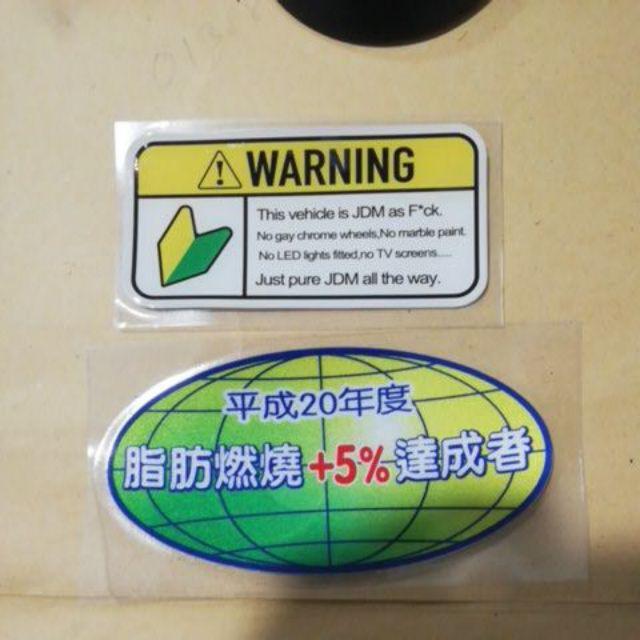 WARNING
This vehicle is JDM as F*ck.
No gay chrome wheels,No marble paint.
No LED lights fitted,no TV screens.....
Just pure JDM all the way.
平成20年度
脂肪燃燒+5%達成者